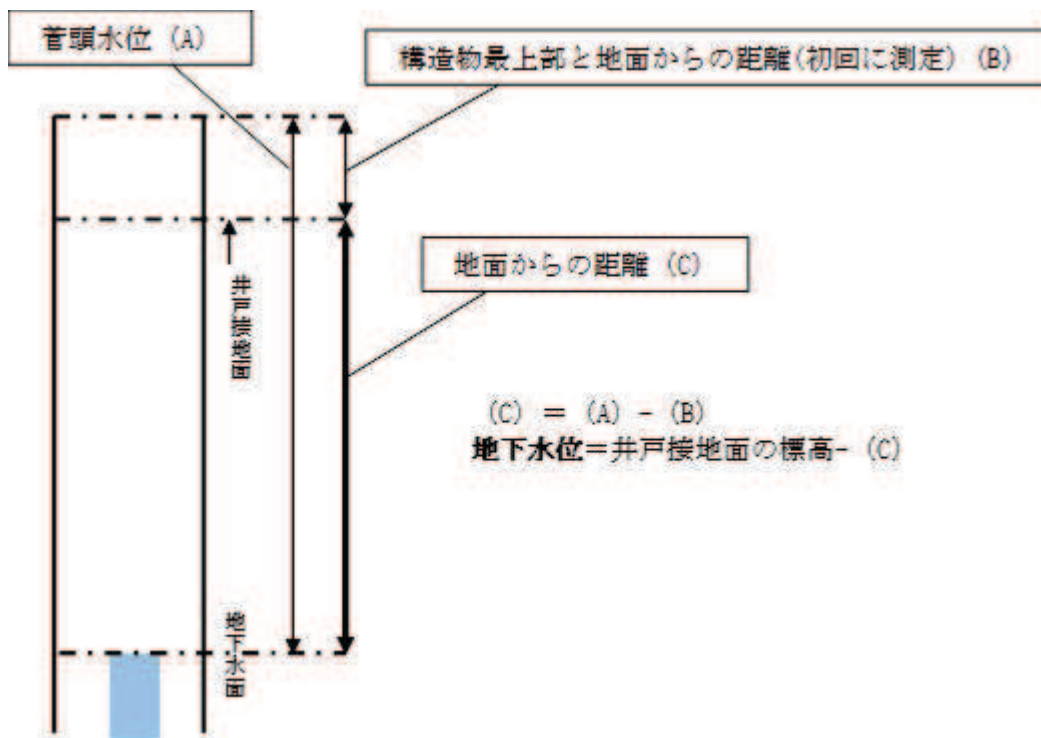 菅頭水位 (A)
構造物最上部と地面からの距離(初回に測定) (B)
地面からの距離 (C)
井戸接地面
(C) ＝ (A) - (B)
地下水位＝井戸接地面の標高- (C)
地下水面